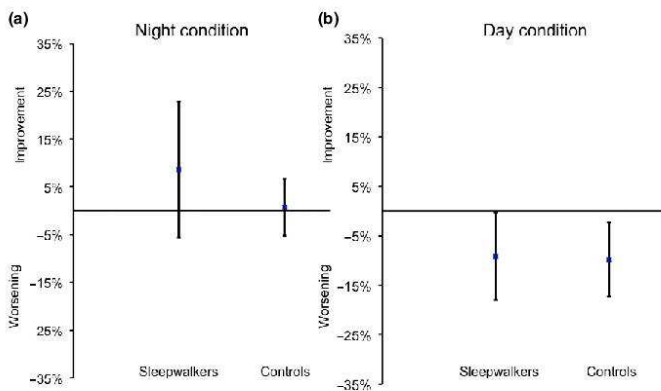 (a)
Night condition
35%
25%
15%
5%
−5%
−15%
25%
−35%
Improvement
Worsening
Sleepwalkers
Controls
(b)
Day condition
35%
25%
15%
5%
−5%
−15%
−25%
−35%
Improvement
Worsening
Sleepwalkers
Controls